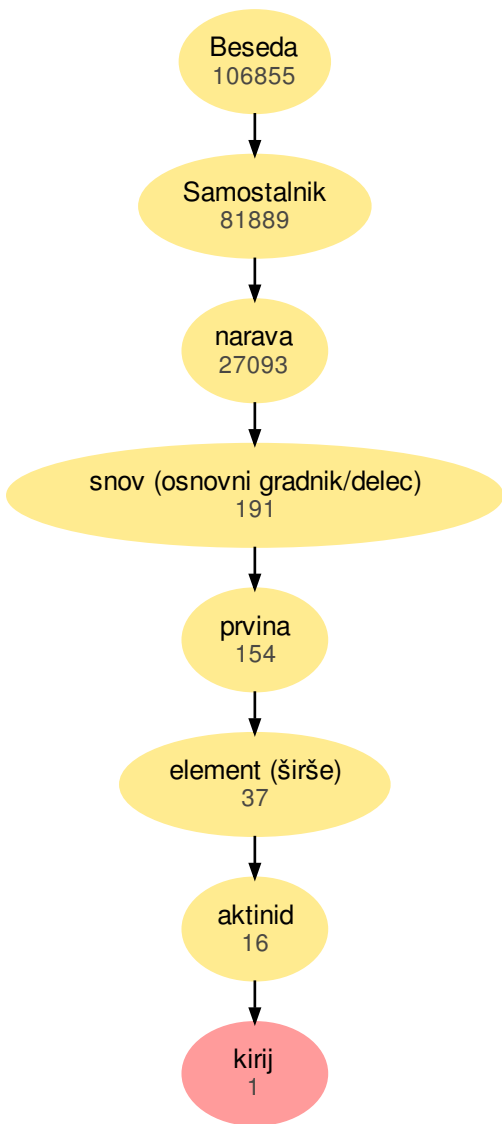 Beseda
106855
Samostalnik
81889
narava
27093
snov (osnovni gradnik/delec)
191
prvina
154
element (širše)
37
aktinid
16
kirij
1